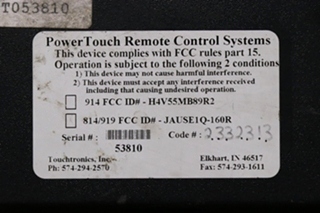 T053810
PowerTouch Remote Control Systems
This device complies with FCC rules part 15.
Operation is subject to the following 2 conditions
1) This device may not cause harmful interference.
2) This device must accept any interference received
including that causing undesired operation.
914 FCC ID# - H4V55MB89R2
814/919 FCC ID# - JAUSE1Q-160R
Serial # : 53810 Code # : 2332313
Touchtronics, Inc. Elkhart, IN 46517
Ph: 574-294-2570 Fax: 574-293-1611